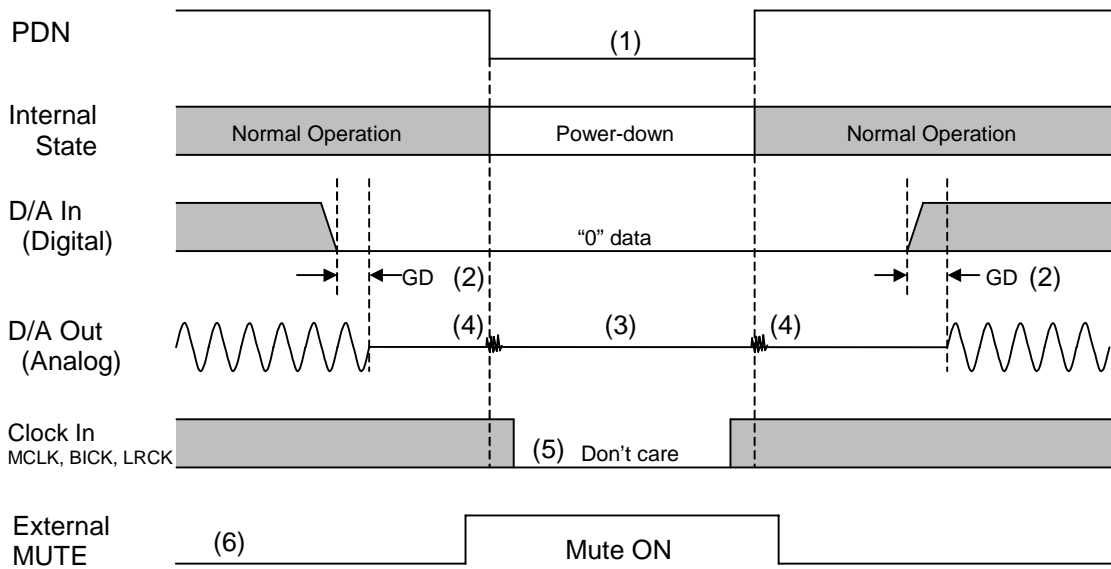 PDN
(1)
Internal
State
Normal Operation
Power-down
Normal Operation
D/A In
(Digital)
“0” data
GD (2)
GD (2)
D/A Out
(Analog)
(4)
(3)
(4)
Clock In
MCLK, BICK, LRCK
(5) Don’t care
External
MUTE
(6)
Mute ON